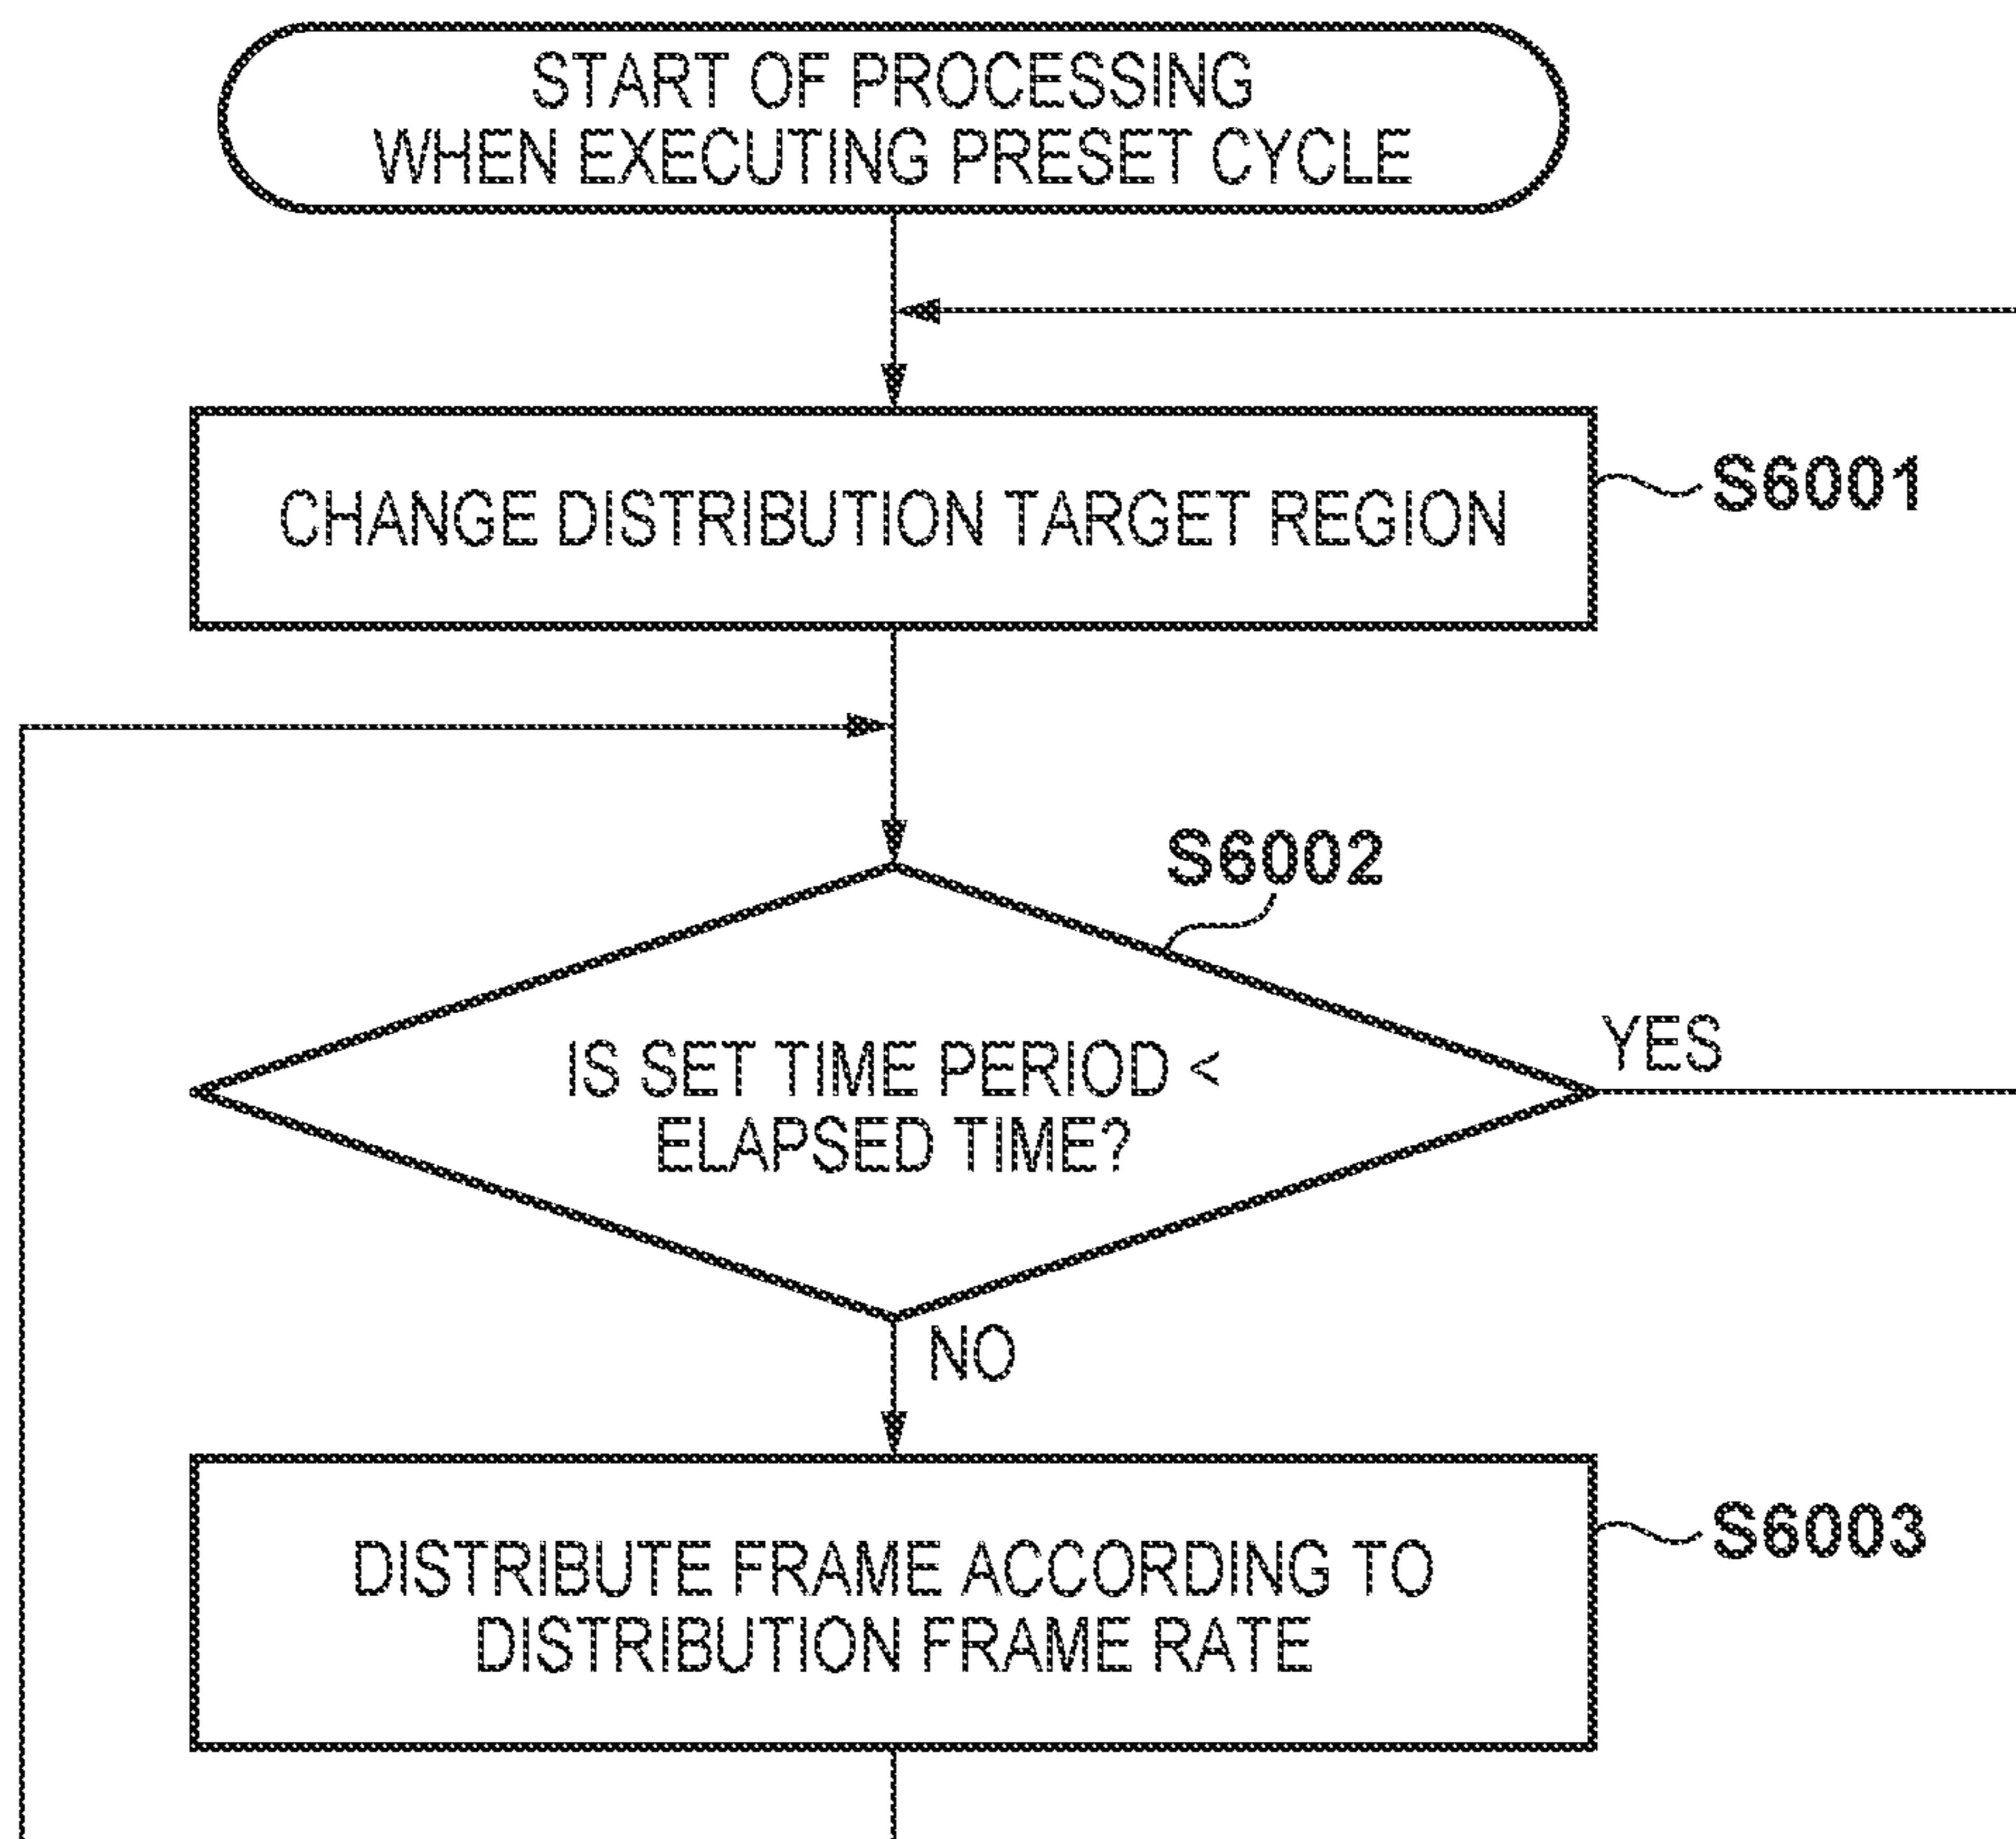 START OF PROCESSING
WHEN EXECUTING PRESET CYCLE
CHANGE DISTRIBUTION TARGET REGION
S6001
S6002
IS SET TIME PERIOD <
ELAPSED TIME?
YES
NO
DISTRIBUTE FRAME ACCORDING TO
DISTRIBUTION FRAME RATE
S6003